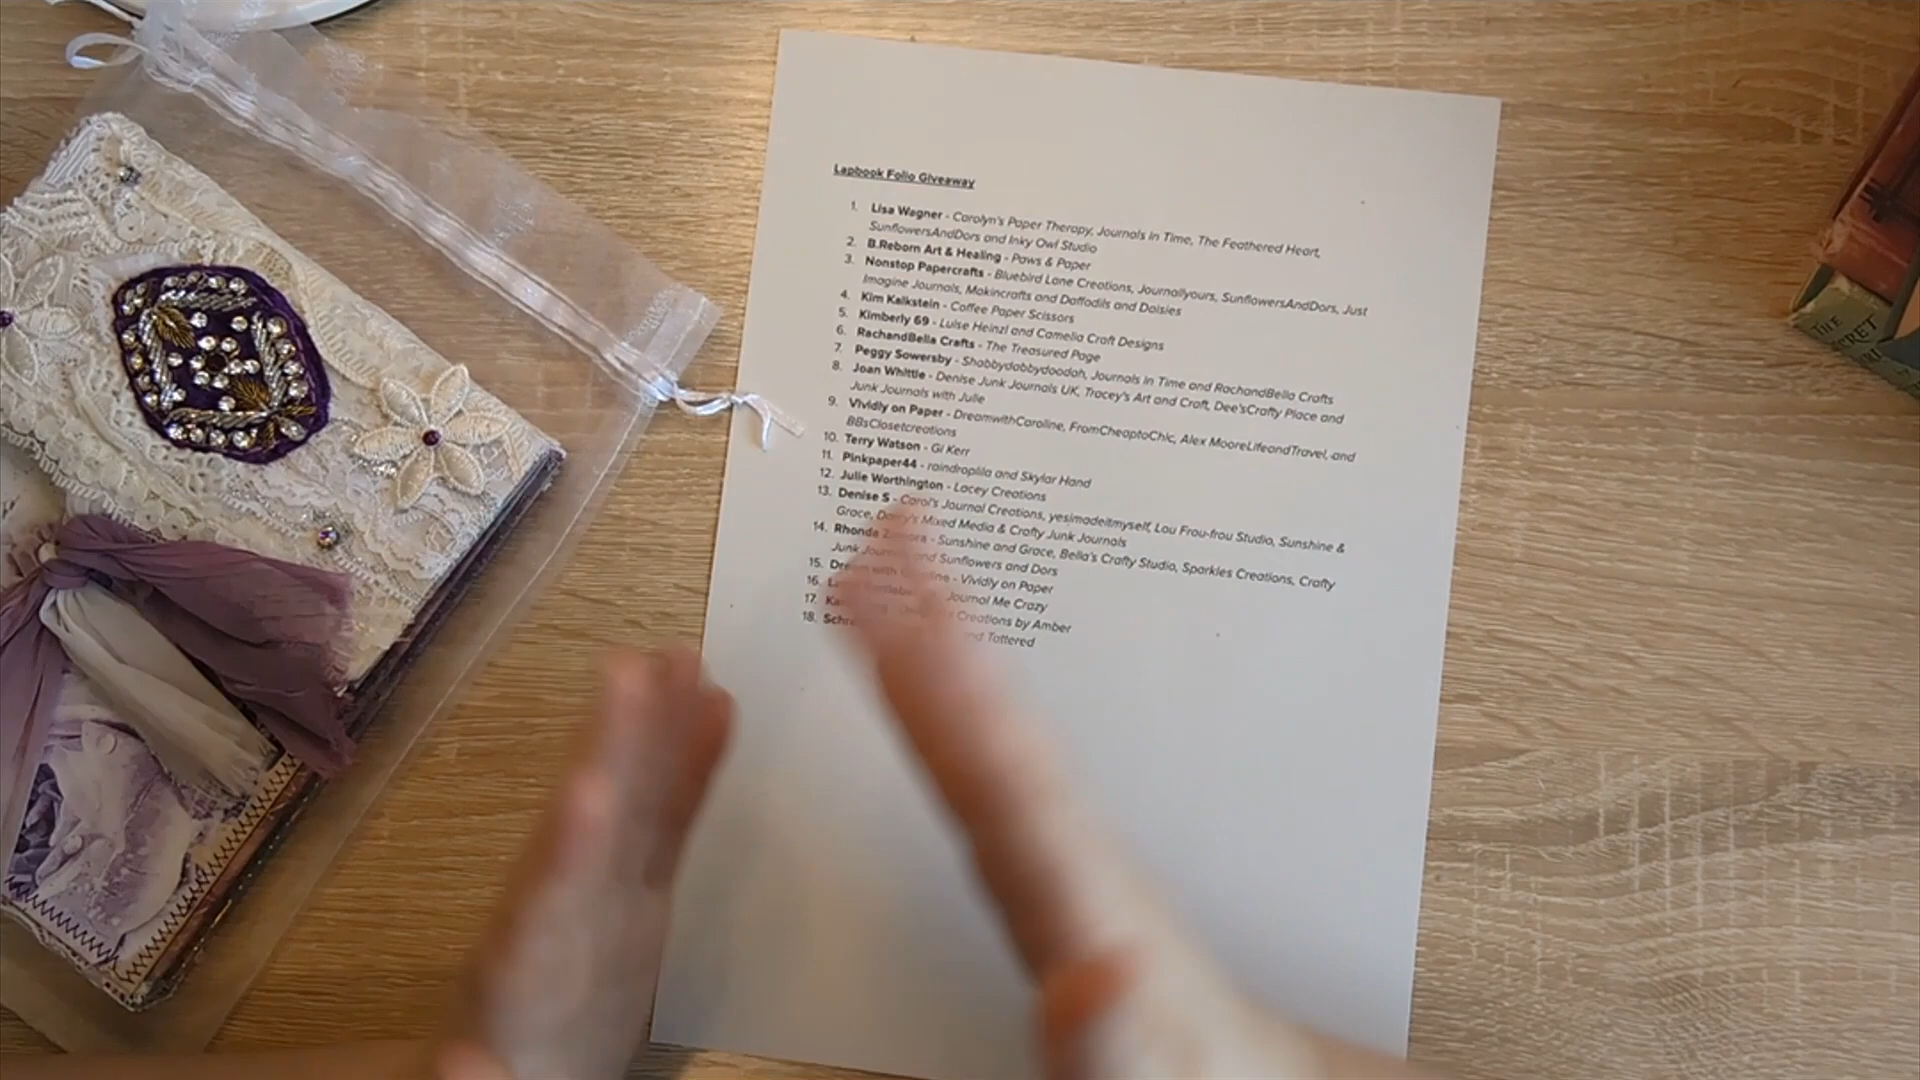 Lapbook Folio Giveaway
1. Lisa Wagner - Carolyn's Paper Therapy, Journals in Time, The Feathered Heart,
SunflowersAndDors and Inky Owl Studio
2. B.Reborn Art & Healing - Paws & Paper
3. Nonstop Papercrafts - Bluebird Lane Creations, Journallyours, SunflowersAndDors, Just
Imagine Journals, Makincrafts and Daffodils and Daisies
4. Kim Kalkstein - Coffee Paper Scissors
5. Kimberly 69 - Luise Heinzl and Camelia Craft Designs
6. RachandBella Crafts - The Treasured Page
7. Peggy Sowersby - Shabbydabbydoodah, Journals in Time and RachandBella Crafts
8. Joan Whittle - Denise Junk Journals UK, Tracey's Art and Craft, Dee'sCrafty Place and
Junk Journals with Julie
9. Vividly on Paper - DreamwithCaroline, FromCheaptoChic, Alex MooreLifeandTravel, and
BBsClosetcreations
10. Terry Watson - Gi Kerr
11. Pinkpaper44 - raindroplila and Skylar Hand
12. Julie Worthington - Lacey Creations
13. Denise S - Carol's Journal Creations, yesimadeitmyself, Lou Frou-frou Studio, Sunshine &
Grace, Mixed Media & Crafty Junk Journals
14. Rhonda - Sunshine and Grace, Bella's Crafty Studio, Sparkles Creations, Crafty
Junk and Sunflowers and Dors
15. with - Vividly on Paper
16. Journal Me Crazy
17. Creations by Amber
18. and Tattered
THE